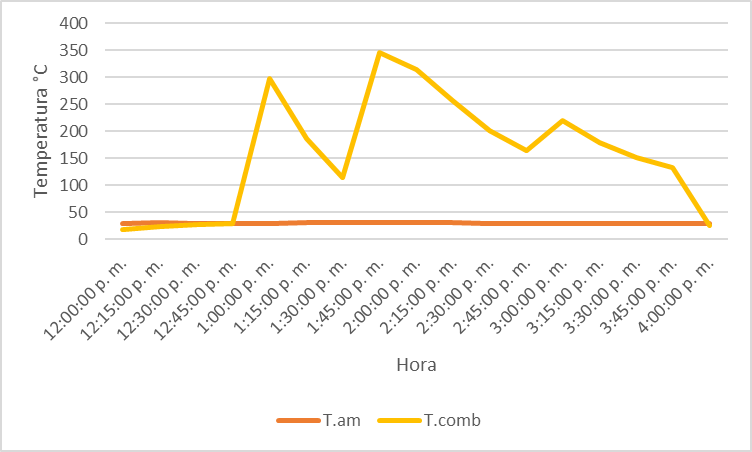 400
350
300
250
200
150
100
50
0
Temperatura °C
12:00:00 p. m.
12:15:00 p. m.
12:30:00 p. m.
12:45:00 p. m.
1:00:00 p. m.
1:15:00 p. m.
1:30:00 p. m.
1:45:00 p. m.
2:00:00 p. m.
2:15:00 p. m.
2:30:00 p. m.
2:45:00 p. m.
3:00:00 p. m.
3:15:00 p. m.
3:30:00 p. m.
3:45:00 p. m.
4:00:00 p. m.
Hora
T.am T.comb